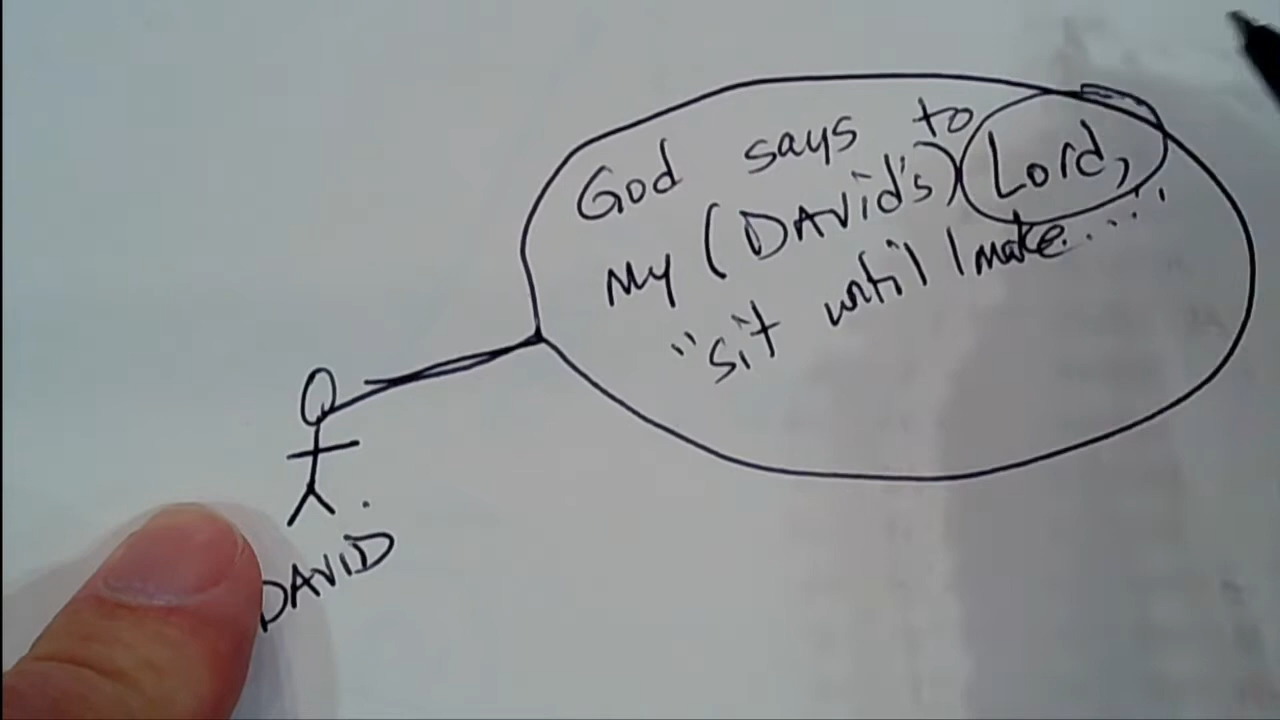 God says to
My (DAVID's) Lord,
"sit until I make....
DAVID